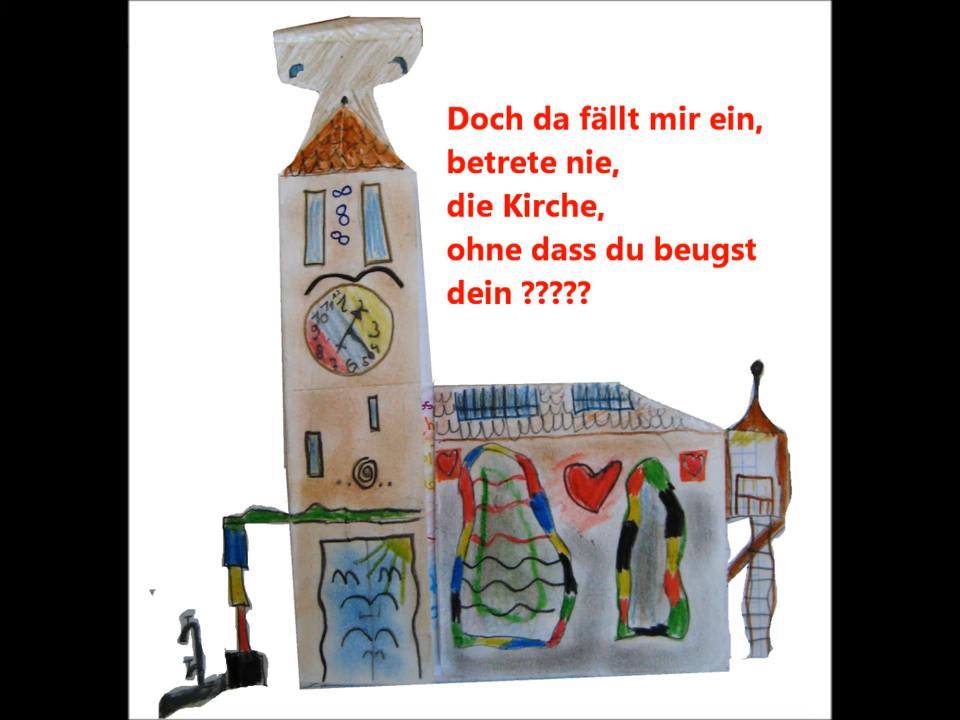 Doch da fällt mir ein,
betrete nie,
die Kirche,
ohne dass du beugst
dein ?????